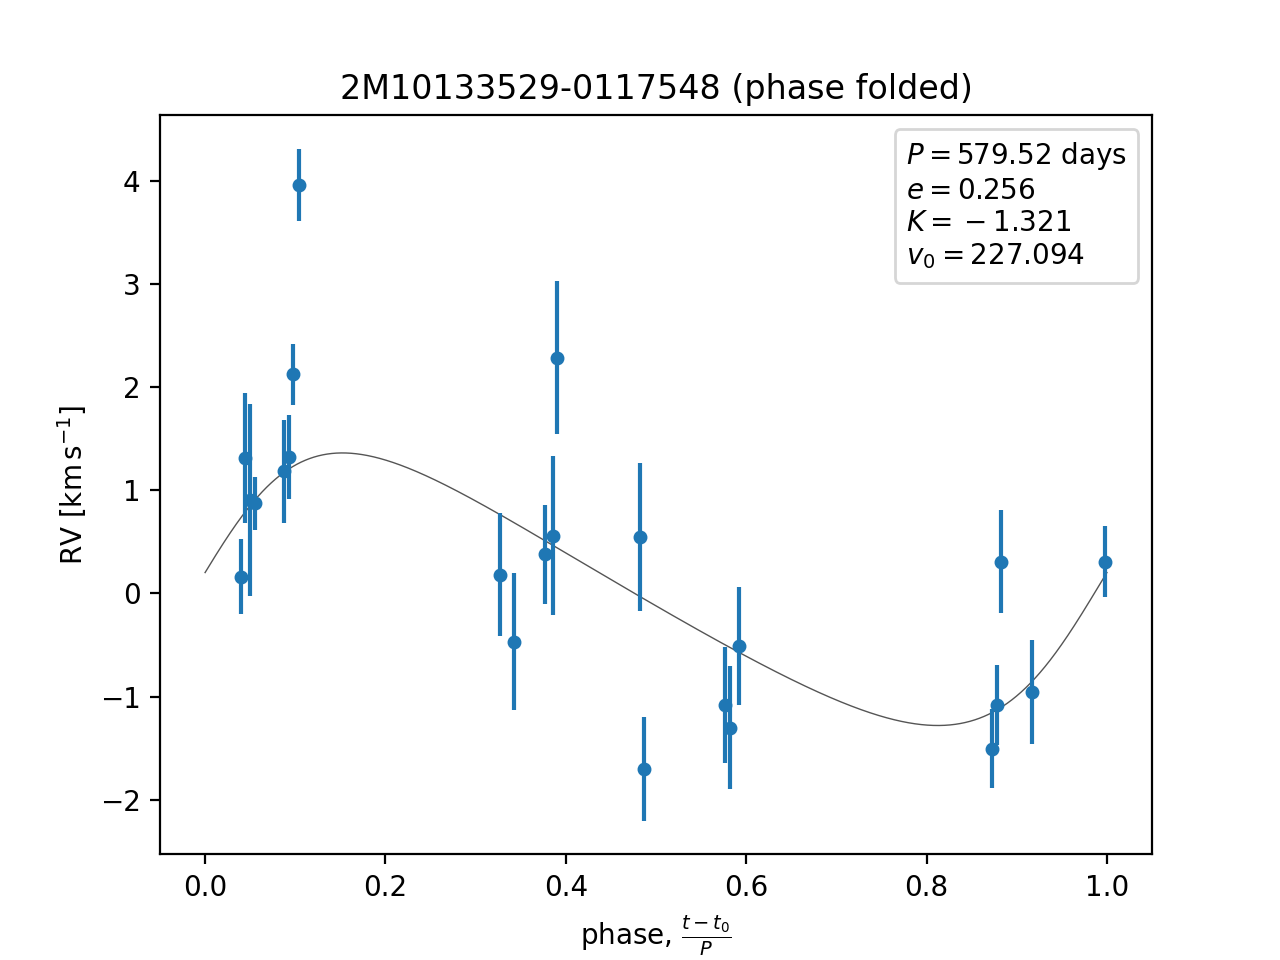 2M10133529-0117548 (phase folded)
P = 579.52 days
e = 0.256
K = −1.321
v₀ = 227.094
RV [km s⁻¹]
4
3
2
1
0
−1
−2
0.0 0.2 0.4 0.6 0.8 1.0
phase, (t − t₀)/P